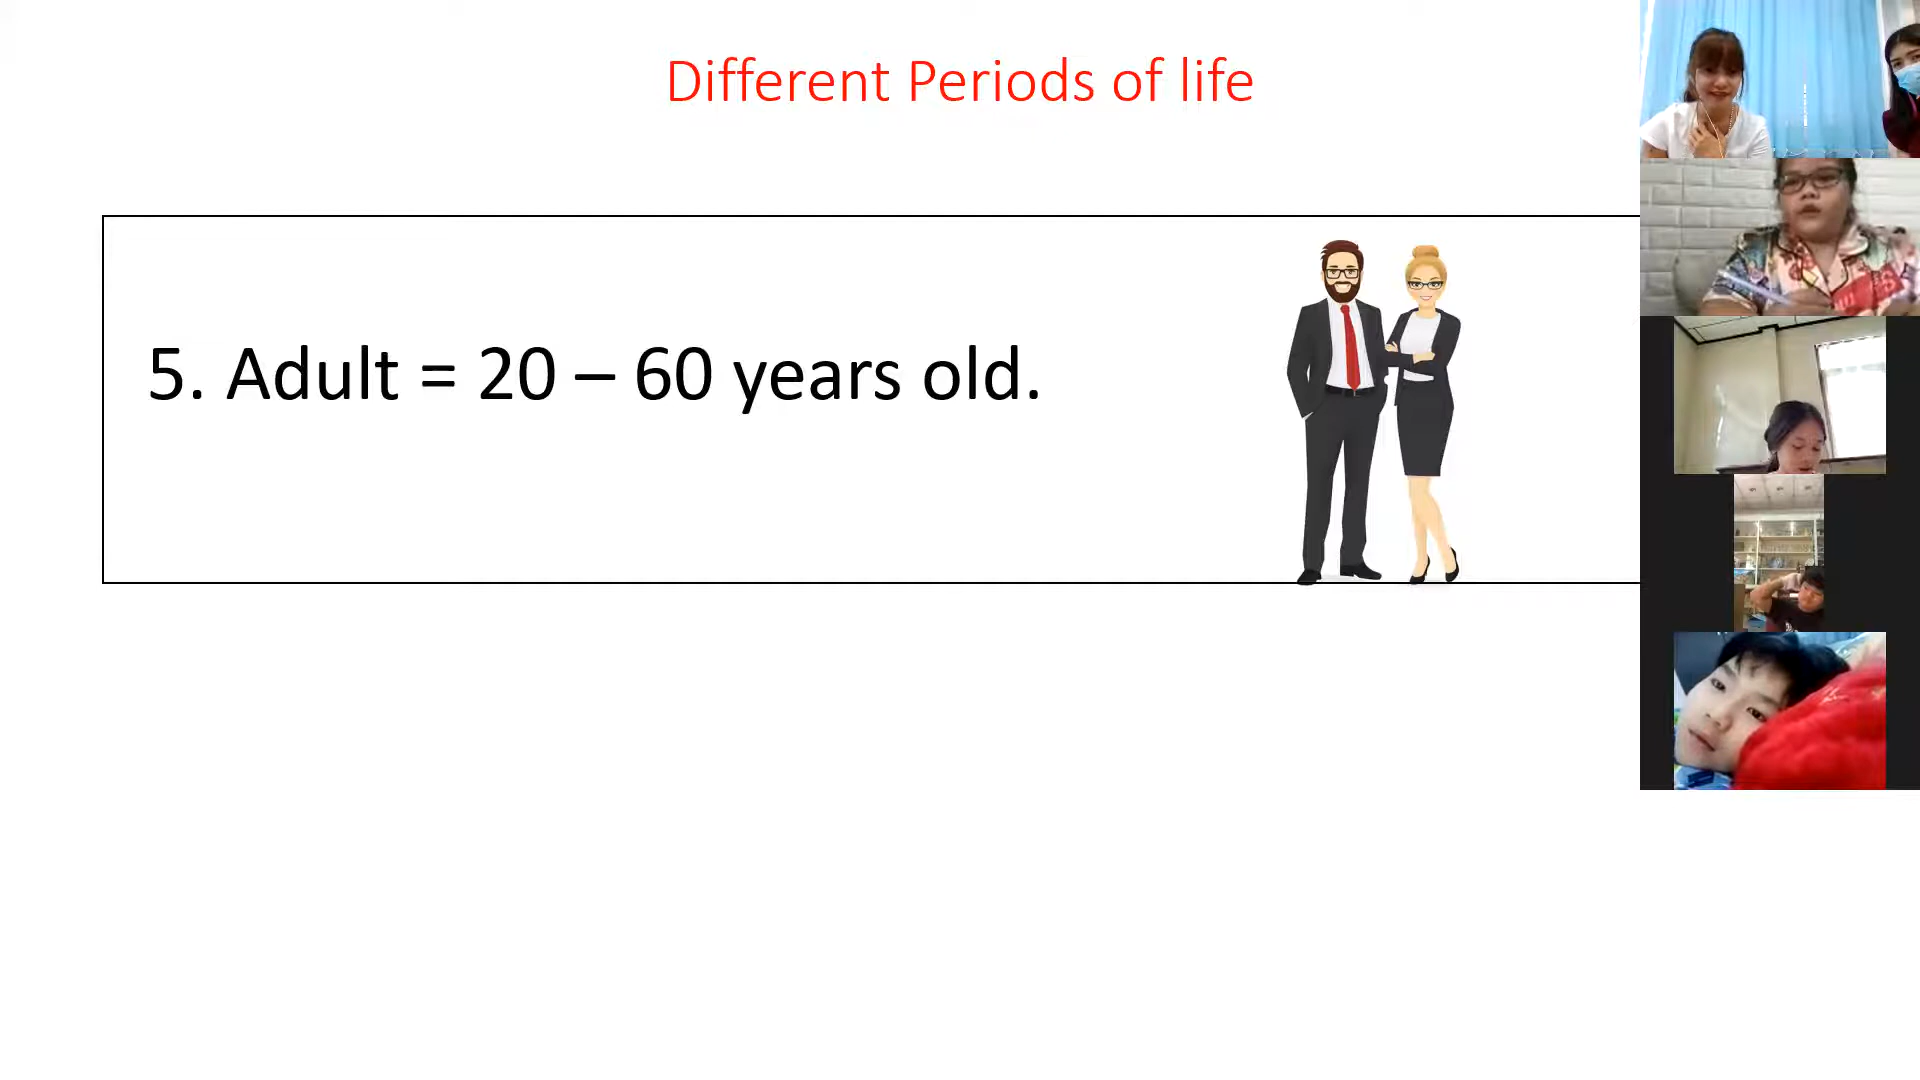 Different Periods of life
5. Adult = 20 – 60 years old.